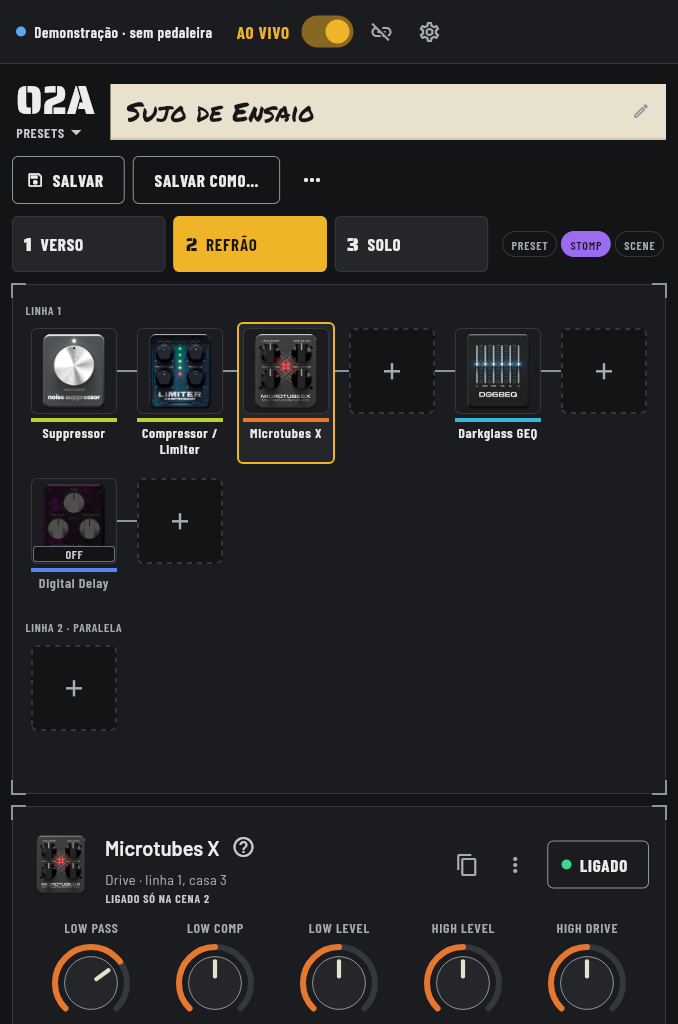 Demonstração · sem pedaleira AO VIVO
02A
Sujo de Ensaio
PRESETS
SALVAR
SALVAR COMO...
1 VERSO
2 REFRÃO
3 SOLO
PRESET
STOMP
SCENE
LINHA 1
noise suppressor
LIMITER
MICROTUBES X
DG6BEQ
Suppressor
Compressor /
Limiter
Microtubes X
Darkglass GEQ
OFF
Digital Delay
LINHA 2 · PARALELA
Microtubes X
Drive · linha 1, casa 3
LIGADO SÓ NA CENA 2
LIGADO
LOW PASS
LOW COMP
LOW LEVEL
HIGH LEVEL
HIGH DRIVE